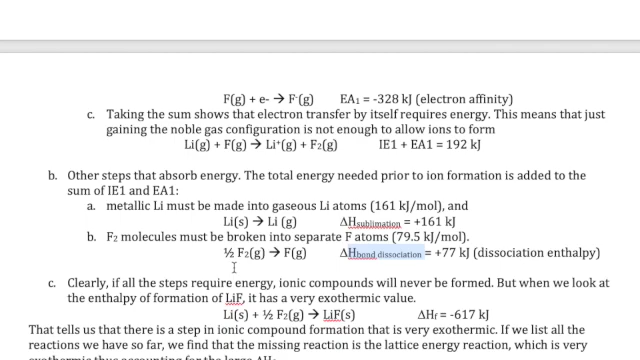 F(g) + e- → F⁻(g) EA₁ = -328 kJ (electron affinity)
c. Taking the sum shows that electron transfer by itself requires energy. This means that just
gaining the noble gas configuration is not enough to allow ions to form
Li(g) + F(g) → Li⁺(g) + F₂(g) IE1 + EA1 = 192 kJ
b. Other steps that absorb energy. The total energy needed prior to ion formation is added to the
sum of IE1 and EA1:
a. metallic Li must be made into gaseous Li atoms (161 kJ/mol), and
Li(s) → Li (g) ΔHsublimation = +161 kJ
b. F₂ molecules must be broken into separate F atoms (79.5 kJ/mol).
½ F₂(g) → F(g) ΔHbond dissociation = +77 kJ (dissociation enthalpy)
c. Clearly, if all the steps require energy, ionic compounds will never be formed. But when we look at
the enthalpy of formation of LiF, it has a very exothermic value.
Li(s) + ½ F₂(g) → LiF(s) ΔHf = -617 kJ
That tells us that there is a step in ionic compound formation that is very exothermic. If we list all the
reactions we have so far, we find that the missing reaction is the lattice energy reaction, which is very
exothermic thus accounting for the large ΔHf